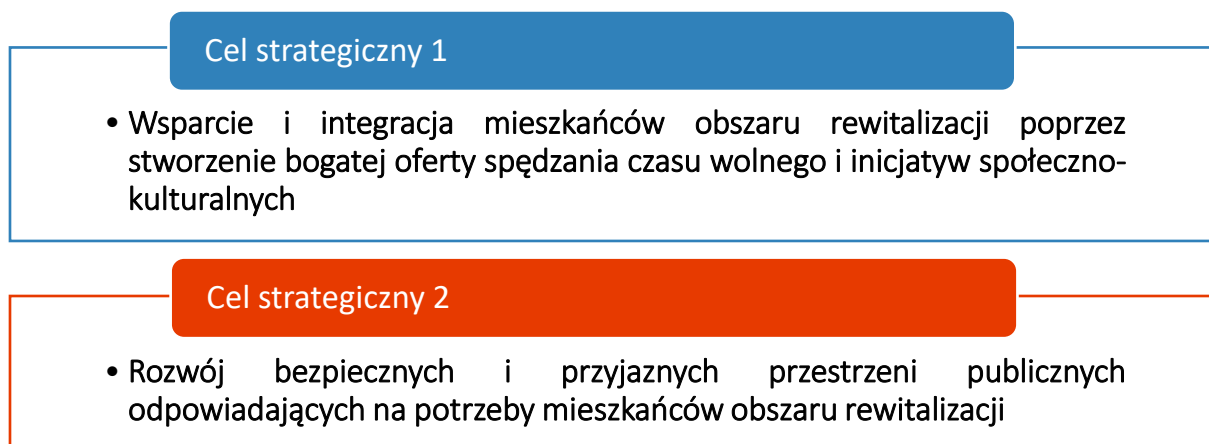 Cel strategiczny 1
• Wsparcie i integracja mieszkańców obszaru rewitalizacji poprzez
stworzenie bogatej oferty spędzania czasu wolnego i inicjatyw społeczno-
kulturalnych
Cel strategiczny 2
• Rozwój bezpiecznych i przyjaznych przestrzeni publicznych
odpowiadających na potrzeby mieszkańców obszaru rewitalizacji